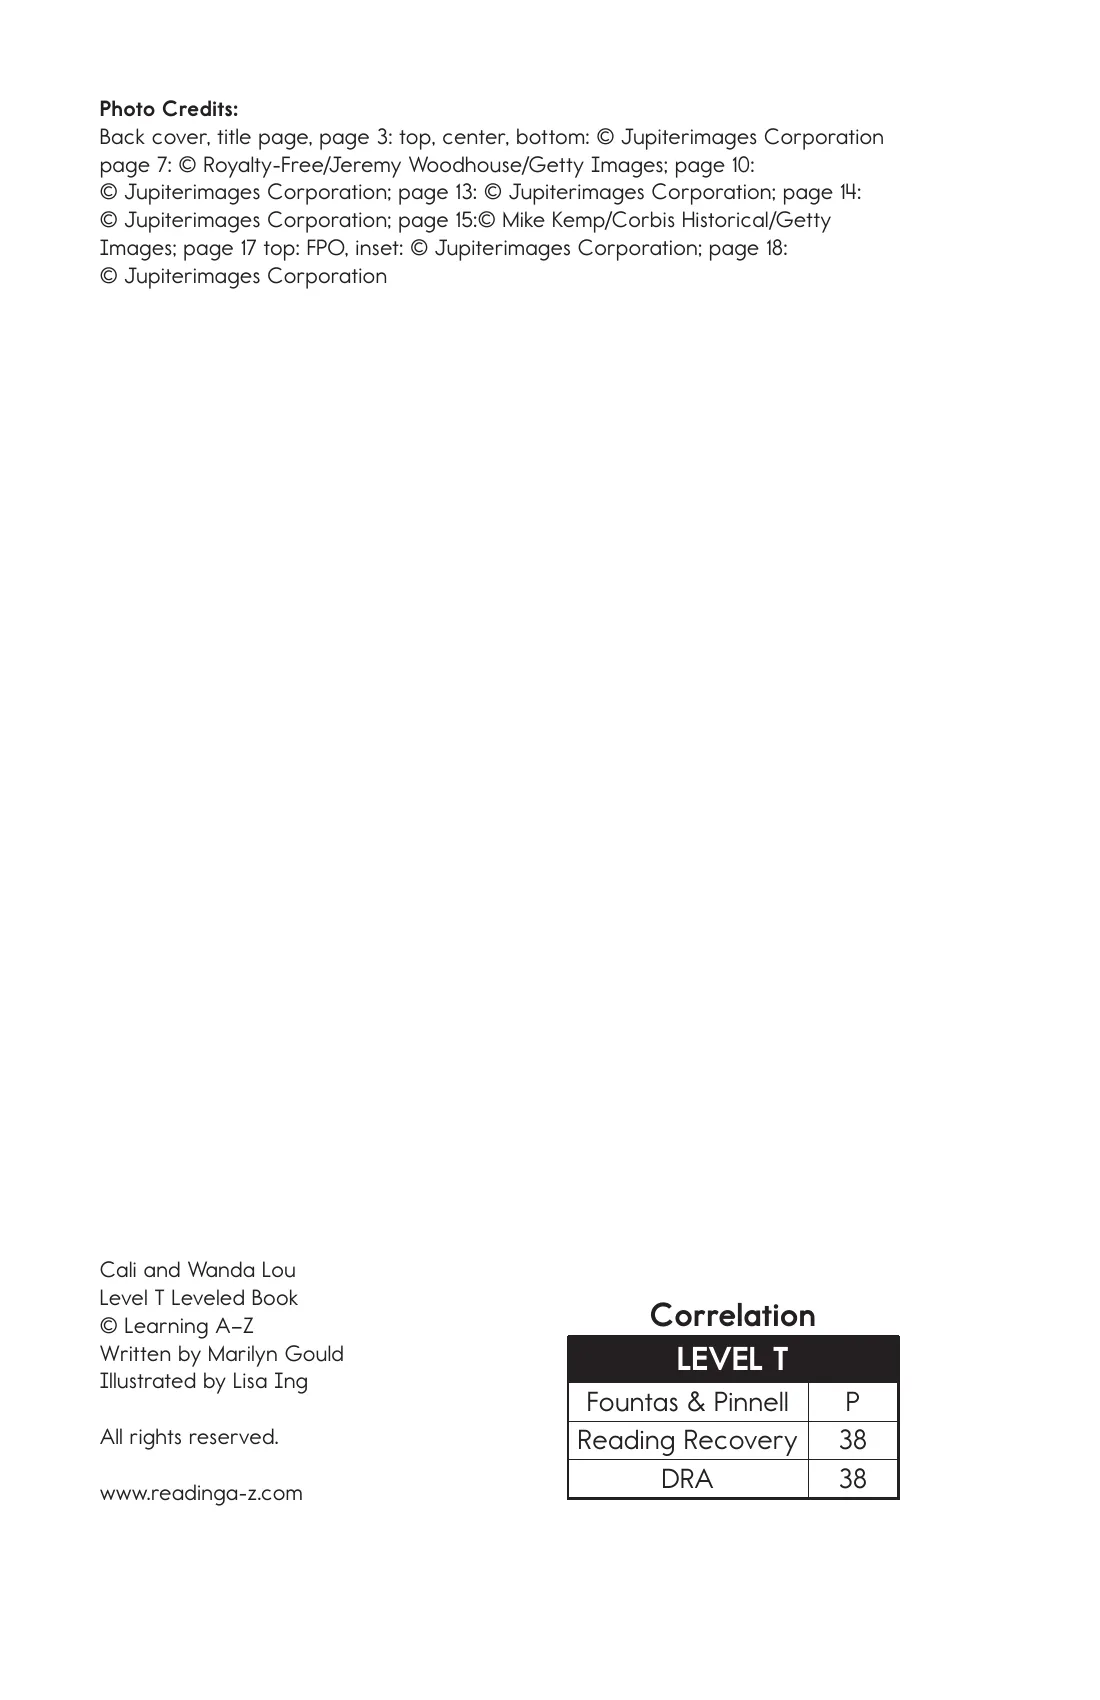 Photo Credits:
Back cover, title page, page 3: top, center, bottom: © Jupiterimages Corporation
page 7: © Royalty-Free/Jeremy Woodhouse/Getty Images; page 10:
© Jupiterimages Corporation; page 13: © Jupiterimages Corporation; page 14:
© Jupiterimages Corporation; page 15:© Mike Kemp/Corbis Historical/Getty
Images; page 17 top: FPO, inset: © Jupiterimages Corporation; page 18:
© Jupiterimages Corporation
Cali and Wanda Lou
Level T Leveled Book
© Learning A–Z
Written by Marilyn Gould
Illustrated by Lisa Ing
All rights reserved.
www.readinga-z.com
Correlation
LEVEL T
Fountas & Pinnell P
Reading Recovery 38
DRA 38